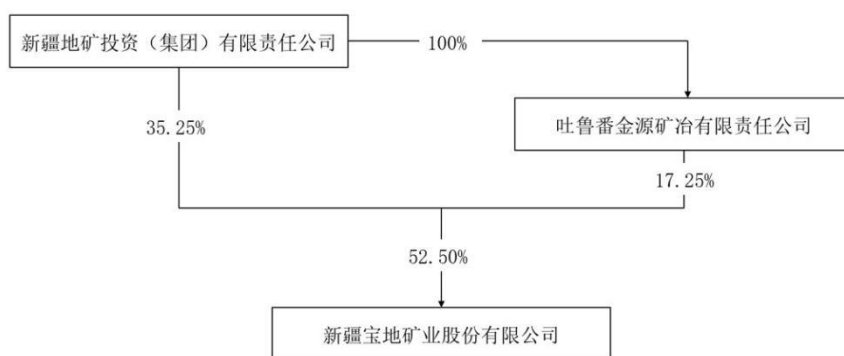 新疆地矿投资（集团）有限责任公司
100%
吐鲁番金源矿冶有限责任公司
35.25%
17.25%
52.50%
新疆宝地矿业股份有限公司